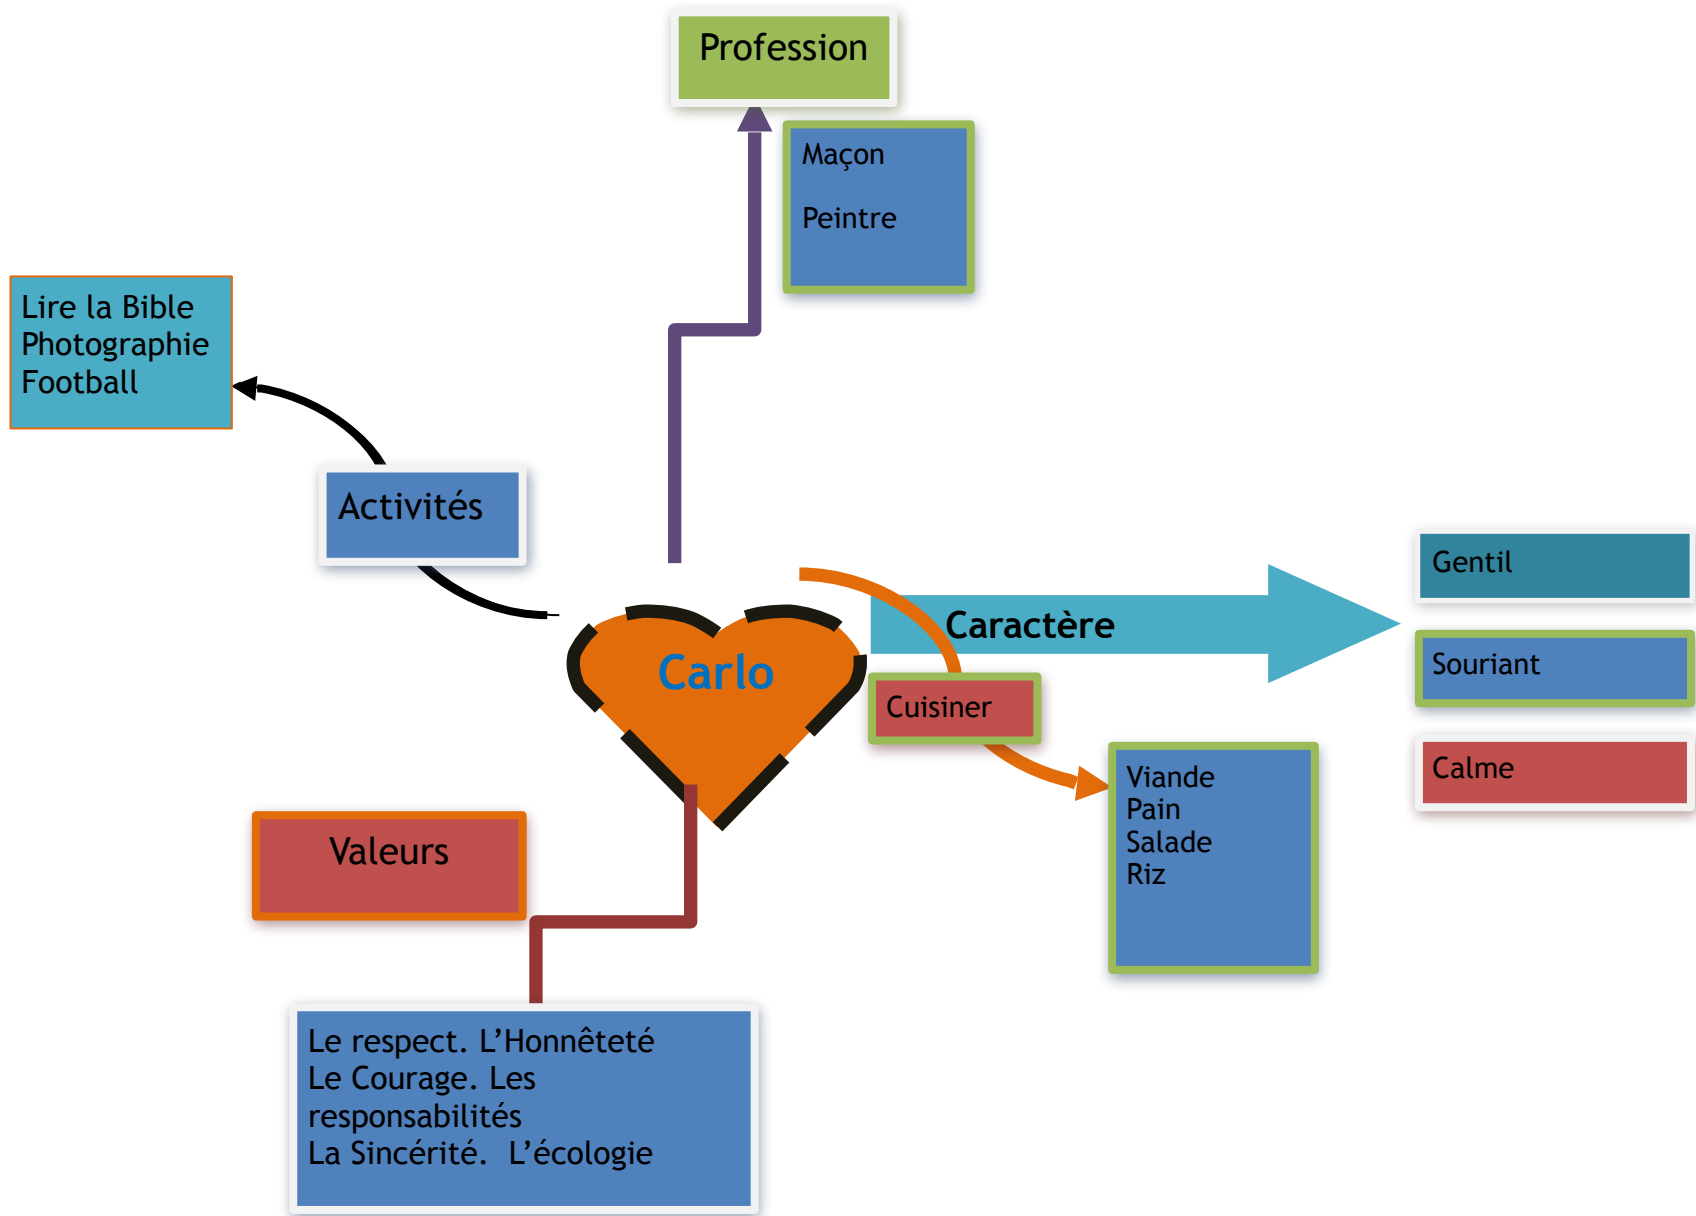 Profession
Maçon
Peintre
Lire la Bible
Photographie
Football
Activités
Carlo
Caractère
Gentil
Souriant
Calme
Cuisiner
Viande
Pain
Salade
Riz
Valeurs
Le respect. L’Honnêteté
Le Courage. Les
responsabilités
La Sincérité.  L’écologie